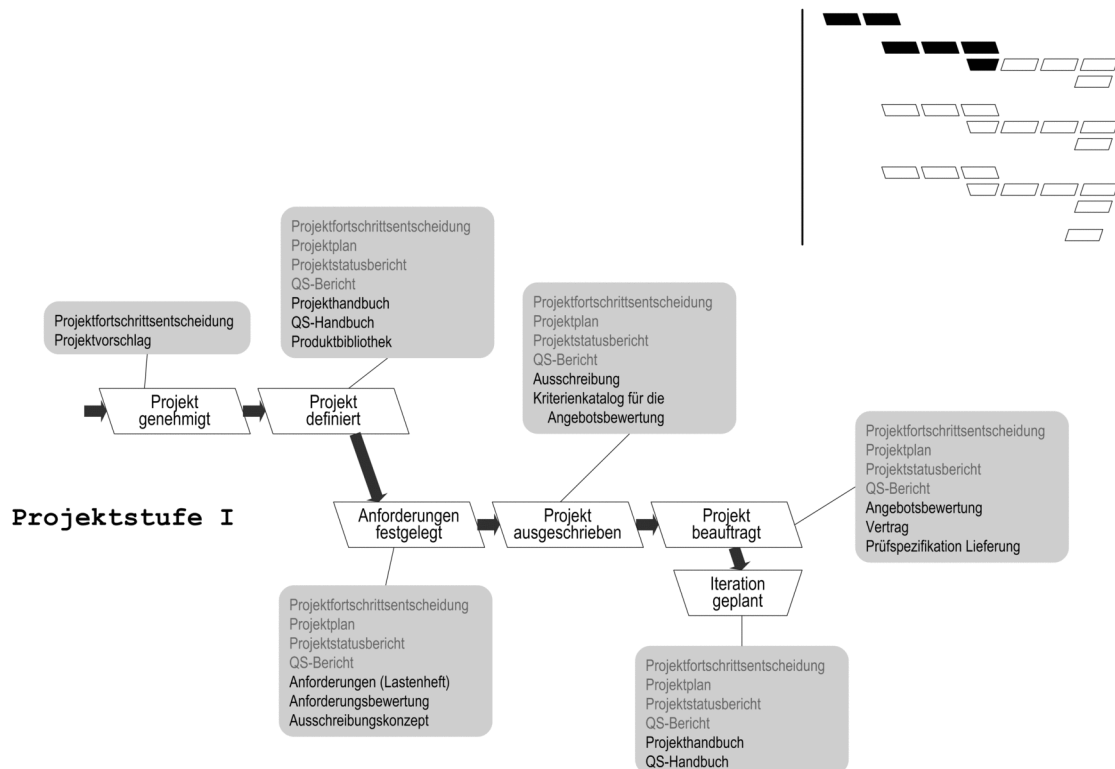 Projektfortschrittsentscheidung
Projektplan
Projektstatusbericht
QS-Bericht
Projekthandbuch
QS-Handbuch
Produktbibliothek
Projektfortschrittsentscheidung
Projektvorschlag
Projektfortschrittsentscheidung
Projektplan
Projektstatusbericht
QS-Bericht
Ausschreibung
Kriterienkatalog für die
Angebotsbewertung
Projekt
genehmigt
Projekt
definiert
Projektfortschrittsentscheidung
Projektplan
Projektstatusbericht
QS-Bericht
Angebotsbewertung
Vertrag
Prüfspezifikation Lieferung
Projektstufe I
Anforderungen
festgelegt
Projekt
ausgeschrieben
Projekt
beauftragt
Iteration
geplant
Projektfortschrittsentscheidung
Projektplan
Projektstatusbericht
QS-Bericht
Anforderungen (Lastenheft)
Anforderungsbewertung
Ausschreibungskonzept
Projektfortschrittsentscheidung
Projektplan
Projektstatusbericht
QS-Bericht
Projekthandbuch
QS-Handbuch